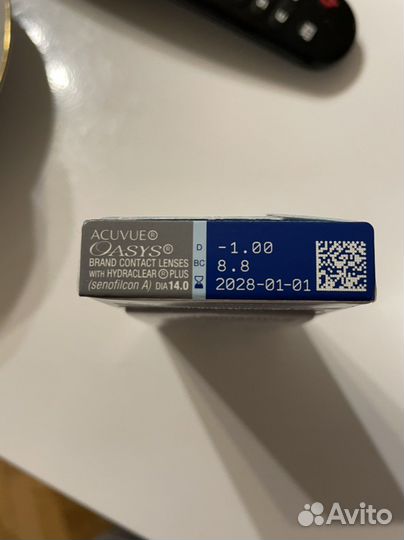 ACUVUE®
OASYS®
BRAND CONTACT LENSES
WITH HYDRACLEAR® PLUS
(senofilcon A) DIA 14.0
D -1.00
BC 8.8
2028-01-01
Avito